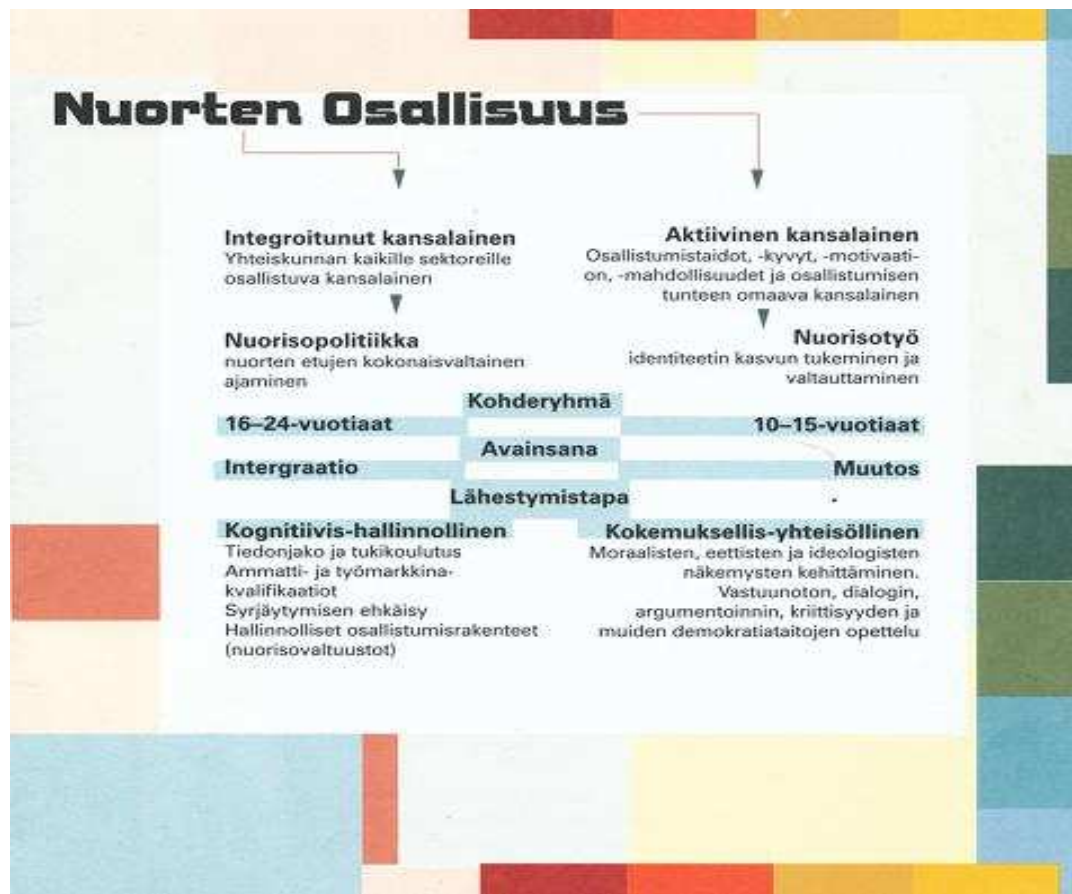 Nuorten Osallisuus
Integroitunut kansalainen
Yhteiskunnan kaikille sektoreille
osallistuva kansalainen
Aktiivinen kansalainen
Osallistumistaidot, -kyvyt, -motivaati-
on, -mahdollisuudet ja osallistumisen
tunteen omaava kansalainen
Nuorisopolitiikka
nuorten etujen kokonaisvaltainen
ajaminen
Nuorisotyö
identiteetin kasvun tukeminen ja
valtauttaminen
Kohderyhmä
16–24-vuotiaat
10–15-vuotiaat
Avainsana
Intergraatio
Muutos
Lähestymistapa
Kognitiivis-hallinnollinen
Tiedonjako ja tukikoulutus
Ammatti- ja työmarkkina-
kvalifikaatiot
Syrjäytymisen ehkäisy
Hallinnolliset osallistumisrakenteet
(nuorisovaltuustot)
Kokemuksellis-yhteisöllinen
Moraalisten, eettisten ja ideologisten
näkemysten kehittäminen.
Vastuunoton, dialogin,
argumentoinnin, kriittisyyden ja
muiden demokratiataitojen opettelu